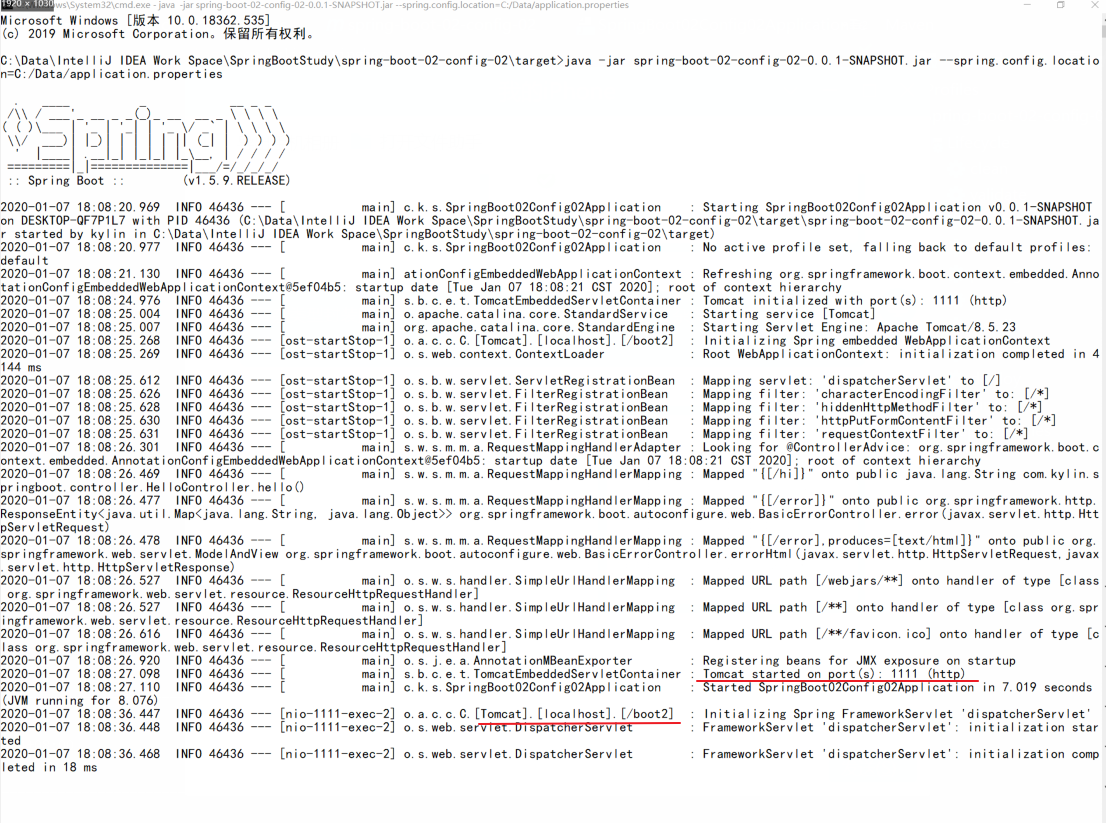 1920 × 1030 ws\System32\cmd.exe - java -jar spring-boot-02-config-02-0.0.1-SNAPSHOT.jar --spring.config.location=C:/Data/application.properties
Microsoft Windows [版本 10.0.18362.535]
(c) 2019 Microsoft Corporation。保留所有权利。
C:\Data\IntelliJ IDEA Work Space\SpringBootStudy\spring-boot-02-config-02\target>java -jar spring-boot-02-config-02-0.0.1-SNAPSHOT.jar --spring.config.locatio
n=C:/Data/application.properties
:: Spring Boot ::        (v1.5.9.RELEASE)
2020-01-07 18:08:20.969  INFO 46436 --- [           main] c.k.s.SpringBoot02Config02Application    : Starting SpringBoot02Config02Application v0.0.1-SNAPSHOT
on DESKTOP-QF7P1L7 with PID 46436 (C:\Data\IntelliJ IDEA Work Space\SpringBootStudy\spring-boot-02-config-02\target\spring-boot-02-config-02-0.0.1-SNAPSHOT.ja
r started by kylin in C:\Data\IntelliJ IDEA Work Space\SpringBootStudy\spring-boot-02-config-02\target)
2020-01-07 18:08:20.977  INFO 46436 --- [           main] c.k.s.SpringBoot02Config02Application    : No active profile set, falling back to default profiles:
default
2020-01-07 18:08:21.130  INFO 46436 --- [           main] ationConfigEmbeddedWebApplicationContext : Refreshing org.springframework.boot.context.embedded.Anno
tationConfigEmbeddedWebApplicationContext@5ef04b5: startup date [Tue Jan 07 18:08:21 CST 2020]; root of context hierarchy
2020-01-07 18:08:24.976  INFO 46436 --- [           main] s.b.c.e.t.TomcatEmbeddedServletContainer : Tomcat initialized with port(s): 1111 (http)
2020-01-07 18:08:25.004  INFO 46436 --- [           main] o.apache.catalina.core.StandardService   : Starting service [Tomcat]
2020-01-07 18:08:25.007  INFO 46436 --- [           main] org.apache.catalina.core.StandardEngine  : Starting Servlet Engine: Apache Tomcat/8.5.23
2020-01-07 18:08:25.268  INFO 46436 --- [ost-startStop-1] o.a.c.c.C.[Tomcat].[localhost].[/boot2]  : Initializing Spring embedded WebApplicationContext
2020-01-07 18:08:25.269  INFO 46436 --- [ost-startStop-1] o.s.web.context.ContextLoader            : Root WebApplicationContext: initialization completed in 4
144 ms
2020-01-07 18:08:25.612  INFO 46436 --- [ost-startStop-1] o.s.b.w.servlet.ServletRegistrationBean  : Mapping servlet: 'dispatcherServlet' to [/]
2020-01-07 18:08:25.626  INFO 46436 --- [ost-startStop-1] o.s.b.w.servlet.FilterRegistrationBean   : Mapping filter: 'characterEncodingFilter' to: [/*]
2020-01-07 18:08:25.628  INFO 46436 --- [ost-startStop-1] o.s.b.w.servlet.FilterRegistrationBean   : Mapping filter: 'hiddenHttpMethodFilter' to: [/*]
2020-01-07 18:08:25.630  INFO 46436 --- [ost-startStop-1] o.s.b.w.servlet.FilterRegistrationBean   : Mapping filter: 'httpPutFormContentFilter' to: [/*]
2020-01-07 18:08:25.631  INFO 46436 --- [ost-startStop-1] o.s.b.w.servlet.FilterRegistrationBean   : Mapping filter: 'requestContextFilter' to: [/*]
2020-01-07 18:08:26.301  INFO 46436 --- [           main] s.w.s.m.m.a.RequestMappingHandlerAdapter : Looking for @ControllerAdvice: org.springframework.boot.c
ontext.embedded.AnnotationConfigEmbeddedWebApplicationContext@5ef04b5: startup date [Tue Jan 07 18:08:21 CST 2020]; root of context hierarchy
2020-01-07 18:08:26.469  INFO 46436 --- [           main] s.w.s.m.m.a.RequestMappingHandlerMapping : Mapped "{[/hi]}" onto public java.lang.String com.kylin.s
pringboot.controller.HelloController.hello()
2020-01-07 18:08:26.477  INFO 46436 --- [           main] s.w.s.m.m.a.RequestMappingHandlerMapping : Mapped "{[/error]}" onto public org.springframework.http.
ResponseEntity<java.util.Map<java.lang.String, java.lang.Object>> org.springframework.boot.autoconfigure.web.BasicErrorController.error(javax.servlet.http.Htt
pServletRequest)
2020-01-07 18:08:26.478  INFO 46436 --- [           main] s.w.s.m.m.a.RequestMappingHandlerMapping : Mapped "{[/error],produces=[text/html]}" onto public org.
springframework.web.servlet.ModelAndView org.springframework.boot.autoconfigure.web.BasicErrorController.errorHtml(javax.servlet.http.HttpServletRequest,javax
.servlet.http.HttpServletResponse)
2020-01-07 18:08:26.527  INFO 46436 --- [           main] o.s.w.s.handler.SimpleUrlHandlerMapping  : Mapped URL path [/webjars/**] onto handler of type [class
org.springframework.web.servlet.resource.ResourceHttpRequestHandler]
2020-01-07 18:08:26.527  INFO 46436 --- [           main] o.s.w.s.handler.SimpleUrlHandlerMapping  : Mapped URL path [/**] onto handler of type [class org.spr
ingframework.web.servlet.resource.ResourceHttpRequestHandler]
2020-01-07 18:08:26.616  INFO 46436 --- [           main] o.s.w.s.handler.SimpleUrlHandlerMapping  : Mapped URL path [/**/favicon.ico] onto handler of type [c
lass org.springframework.web.servlet.resource.ResourceHttpRequestHandler]
2020-01-07 18:08:26.920  INFO 46436 --- [           main] o.s.j.e.a.AnnotationMBeanExporter        : Registering beans for JMX exposure on startup
2020-01-07 18:08:27.098  INFO 46436 --- [           main] s.b.c.e.t.TomcatEmbeddedServletContainer : Tomcat started on port(s): 1111 (http)
2020-01-07 18:08:27.110  INFO 46436 --- [           main] c.k.s.SpringBoot02Config02Application    : Started SpringBoot02Config02Application in 7.019 seconds
(JVM running for 8.076)
2020-01-07 18:08:36.447  INFO 46436 --- [nio-1111-exec-2] o.a.c.c.C.[Tomcat].[localhost].[/boot2]  : Initializing Spring FrameworkServlet 'dispatcherServlet'
2020-01-07 18:08:36.448  INFO 46436 --- [nio-1111-exec-2] o.s.web.servlet.DispatcherServlet        : FrameworkServlet 'dispatcherServlet': initialization star
ted
2020-01-07 18:08:36.468  INFO 46436 --- [nio-1111-exec-2] o.s.web.servlet.DispatcherServlet        : FrameworkServlet 'dispatcherServlet': initialization comp
leted in 18 ms